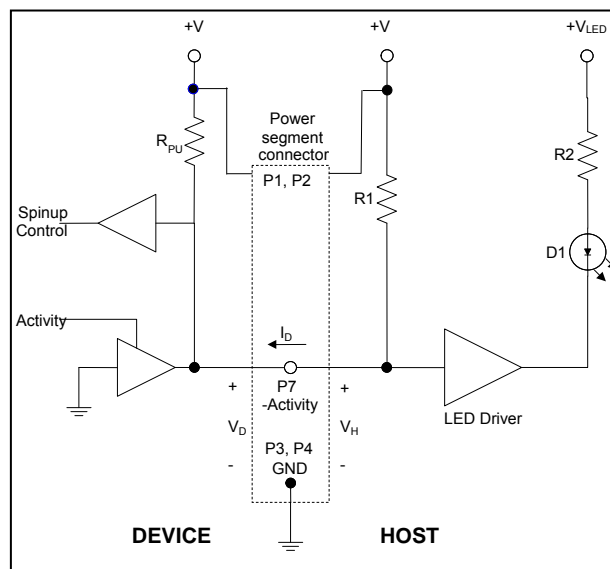 +V
+V
+VLED
Power
segment
connector
RPU
P1, P2
R1
R2
D1
Spinup
Control
Activity
ID
+
P7
-Activity
+
VD
VH
LED Driver
-
P3, P4
GND
-
DEVICE
HOST